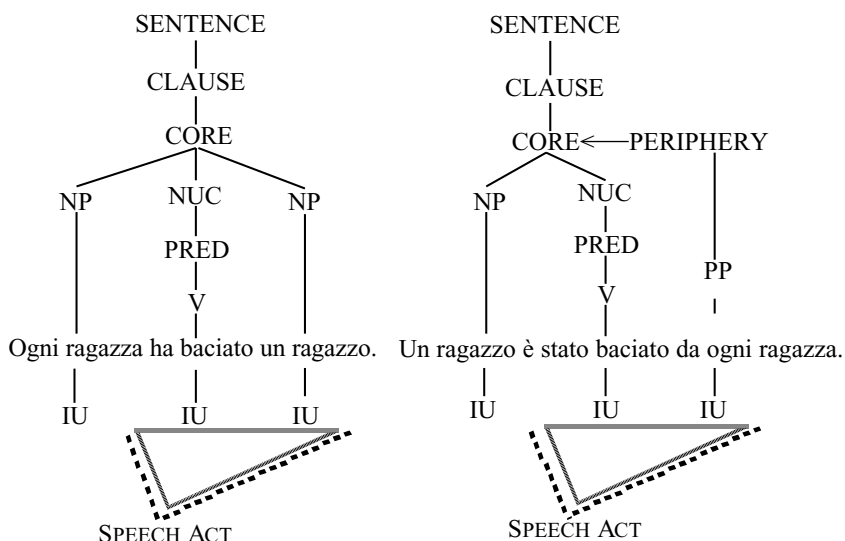 SENTENCE SENTENCE
CLAUSE CLAUSE
CORE CORE PERIPHERY
NP NUC NP NP NUC
PRED PRED PP
V V
Ogni ragazza ha baciato un ragazzo. Un ragazzo è stato baciato da ogni ragazza.
IU IU IU IU IU IU
SPEECH ACT SPEECH ACT